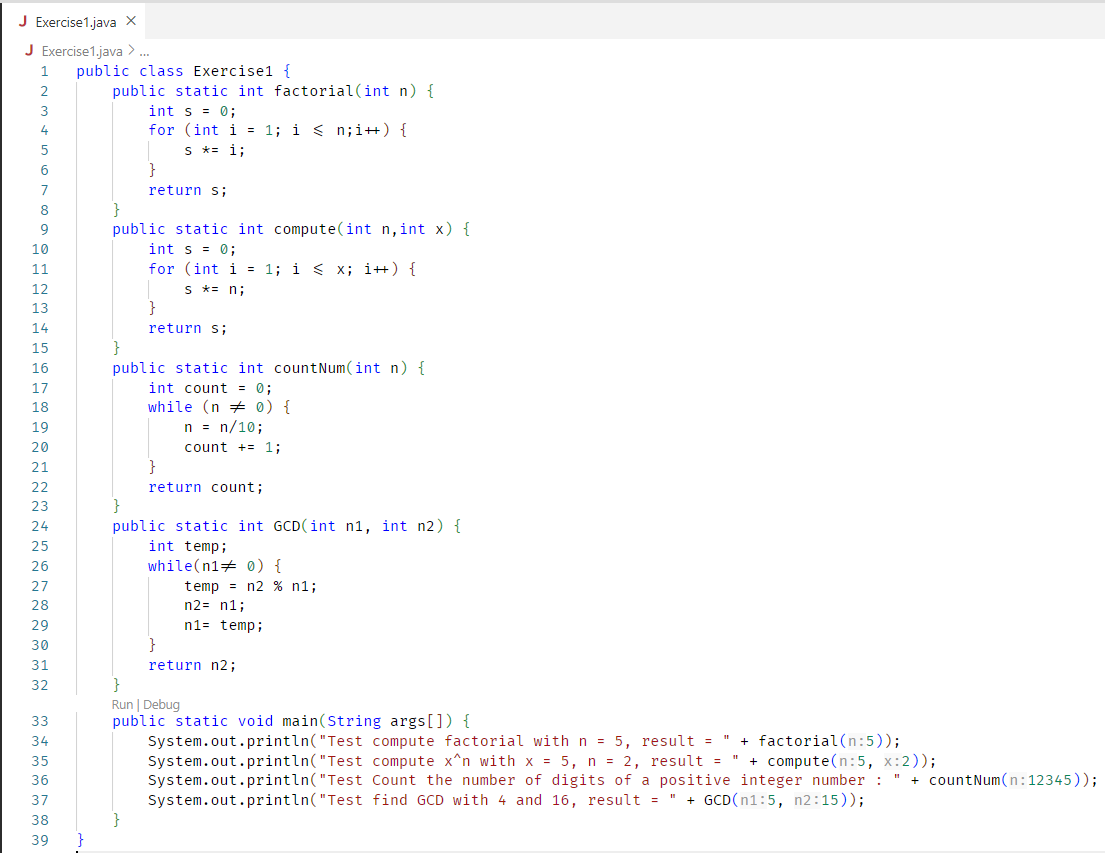 J Exercise1.java ×
J Exercise1.java > ...
1 public class Exercise1 {
2 public static int factorial(int n) {
3 int s = 0;
4 for (int i = 1; i ≤ n;i++) {
5 s *= i;
6 }
7 return s;
8 }
9 public static int compute(int n,int x) {
10 int s = 0;
11 for (int i = 1; i ≤ x; i++) {
12 s *= n;
13 }
14 return s;
15 }
16 public static int countNum(int n) {
17 int count = 0;
18 while (n ≠ 0) {
19 n = n/10;
20 count += 1;
21 }
22 return count;
23 }
24 public static int GCD(int n1, int n2) {
25 int temp;
26 while(n1≠ 0) {
27 temp = n2 % n1;
28 n2= n1;
29 n1= temp;
30 }
31 return n2;
32 }
Run | Debug
33 public static void main(String args[]) {
34 System.out.println("Test compute factorial with n = 5, result = " + factorial(n:5));
35 System.out.println("Test compute x^n with x = 5, n = 2, result = " + compute(n:5, x:2));
36 System.out.println("Test Count the number of digits of a positive integer number : " + countNum(n:12345));
37 System.out.println("Test find GCD with 4 and 16, result = " + GCD(n1:5, n2:15));
38 }
39 }